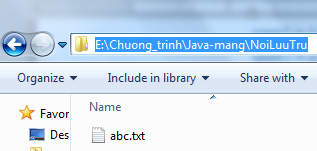 E:\Chuong_trinh\Java-mang\NoiLuuTru
Organize Include in library Share with
Name
Favor
Des
abc.txt